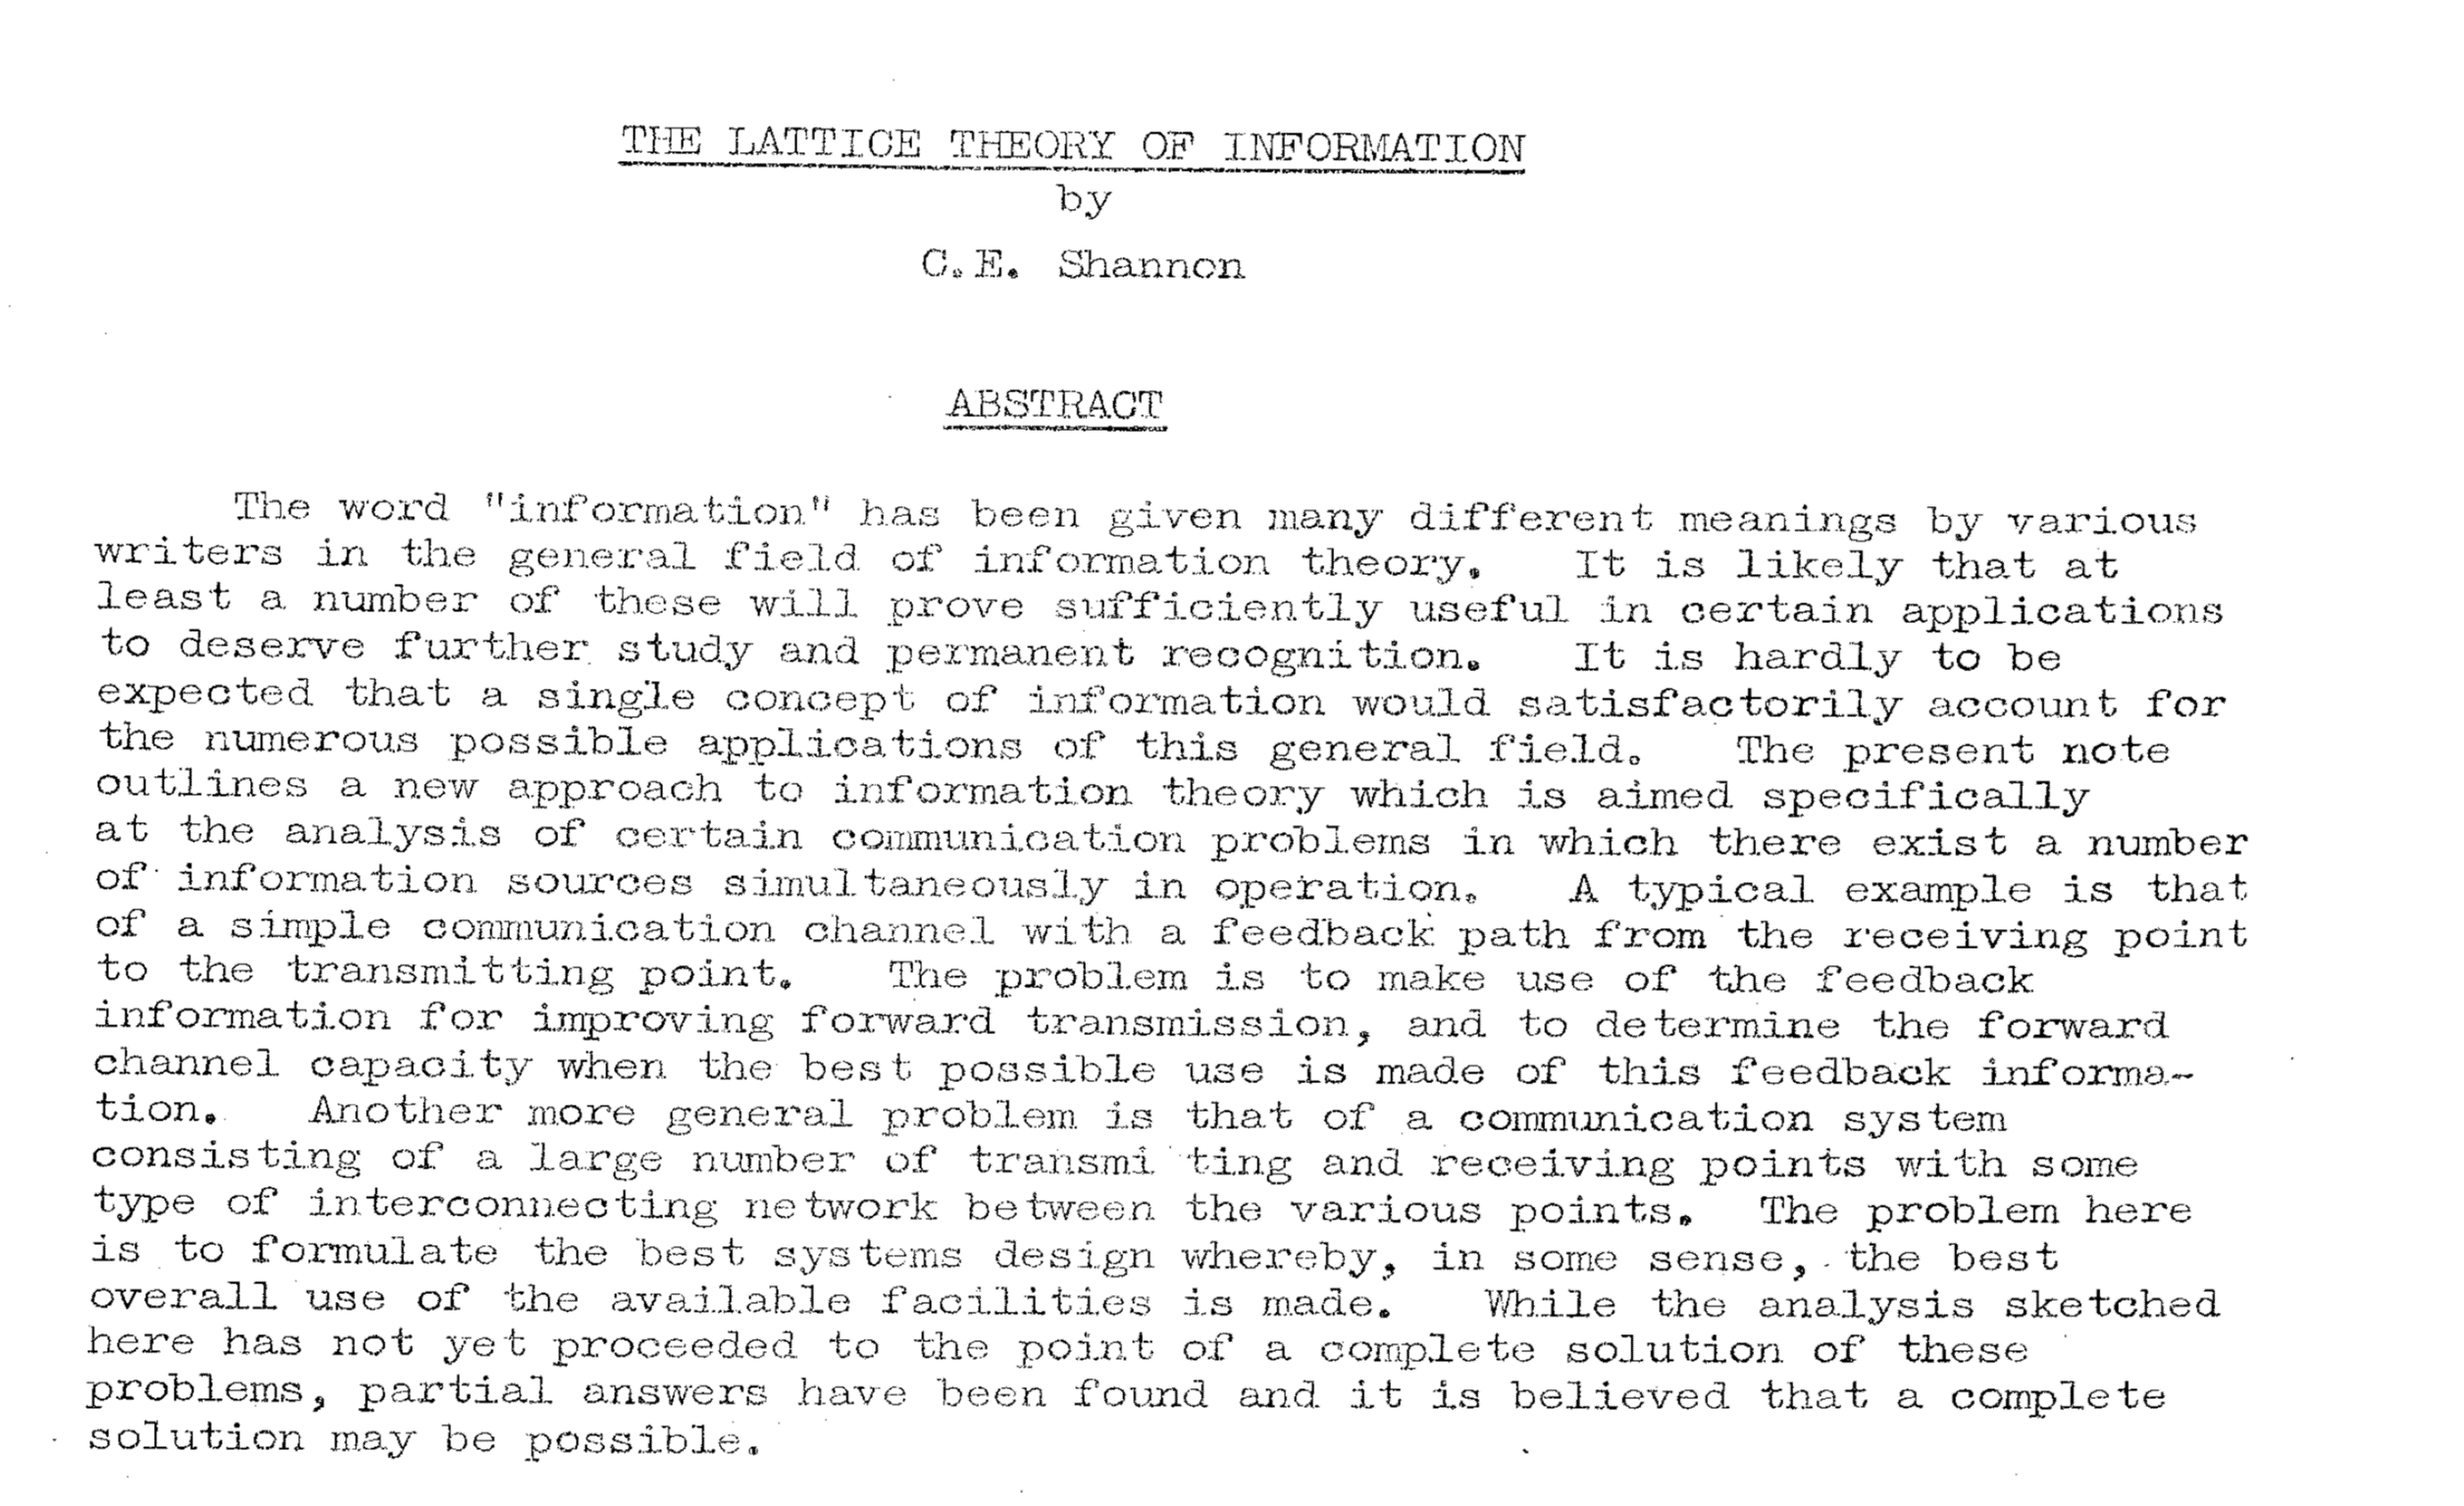 THE LATTICE THEORY OF INFORMATION
by
C.E. Shannon
ABSTRACT
The word "information" has been given many different meanings by various
writers in the general field of information theory. It is likely that at
least a number of these will prove sufficiently useful in certain applications
to deserve further study and permanent recognition. It is hardly to be
expected that a single concept of information would satisfactorily account for
the numerous possible applications of this general field. The present note
outlines a new approach to information theory which is aimed specifically
at the analysis of certain communication problems in which there exist a number
of information sources simultaneously in operation. A typical example is that
of a simple communication channel with a feedback path from the receiving point
to the transmitting point. The problem is to make use of the feedback
information for improving forward transmission, and to determine the forward
channel capacity when the best possible use is made of this feedback informa-
tion. Another more general problem is that of a communication system
consisting of a large number of transmi ting and receiving points with some
type of interconnecting network between the various points. The problem here
is to formulate the best systems design whereby, in some sense, the best
overall use of the available facilities is made. While the analysis sketched
here has not yet proceeded to the point of a complete solution of these
problems, partial answers have been found and it is believed that a complete
solution may be possible.